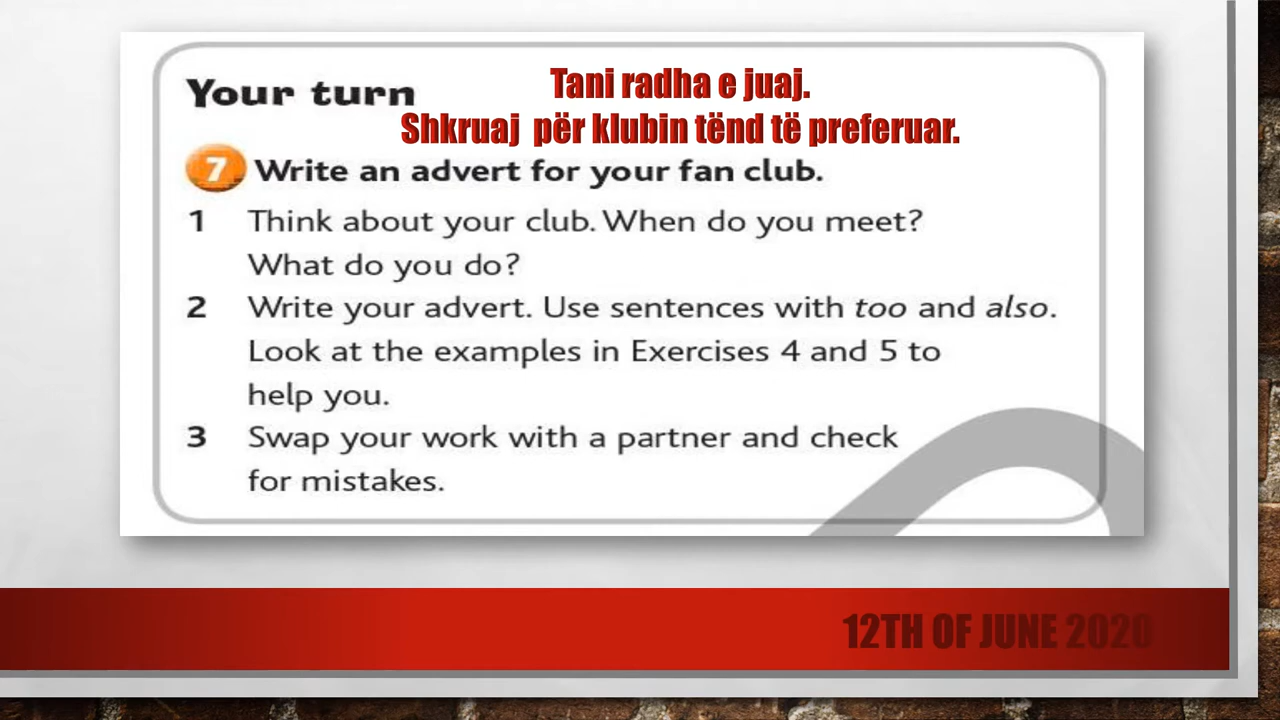 Your turn
Tani radha e juaj.
Shkruaj për klubin tënd të preferuar.
7 Write an advert for your fan club.
1 Think about your club. When do you meet?
What do you do?
2 Write your advert. Use sentences with too and also.
Look at the examples in Exercises 4 and 5 to
help you.
3 Swap your work with a partner and check
for mistakes.
12TH OF JUNE 2020